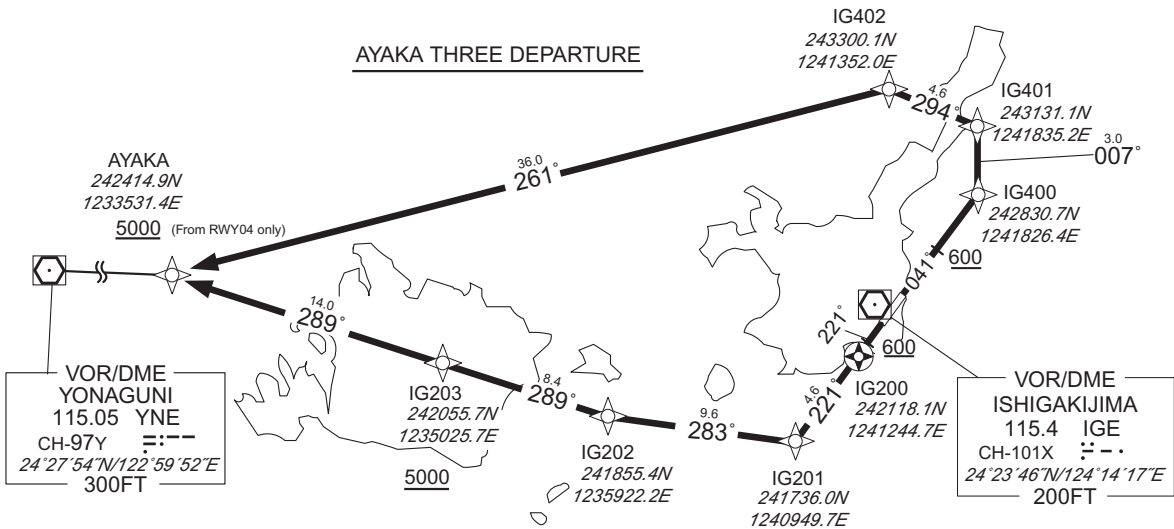 AYAKA THREE DEPARTURE
IG402
243300.1N
1241352.0E
4.6
294°
IG401
243131.1N
1241835.2E
3.0
007°
36.0
261°
AYAKA
242414.9N
1233531.4E
5000 (From RWY04 only)
IG400
242830.7N
1241826.4E
600
041°
221°
600
14.0
289°
IG203
242055.7N
1235025.7E
5000
8.4
289°
IG202
241855.4N
1235922.2E
9.6
283°
4.6
221°
IG200
242118.1N
1241244.7E
IG201
241736.0N
1240949.7E
VOR/DME
YONAGUNI
115.05 YNE
CH-97Y
24°27´54˝N/122°59´52˝E
300FT
VOR/DME
ISHIGAKIJIMA
115.4 IGE
CH-101X
24°23´46˝N/124°14´17˝E
200FT